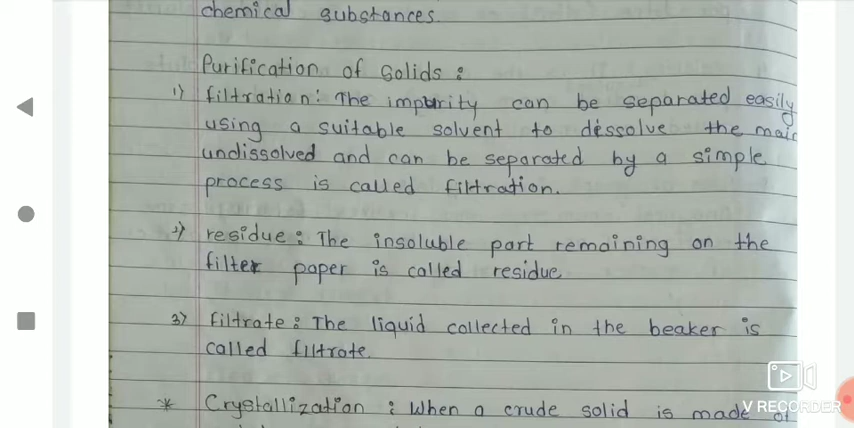 chemical substances.
Purification of Solids :
1) filtration : The impurity can be separated easily
using a suitable solvent to dissolve the main
undissolved and can be separated by a simple
process is called filtration.
2) residue : The insoluble part remaining on the
filter paper is called residue
3) filtrate : The liquid collected in the beaker is
called filtrate.
* Crystallization : When a crude solid is made of
V RECORDER